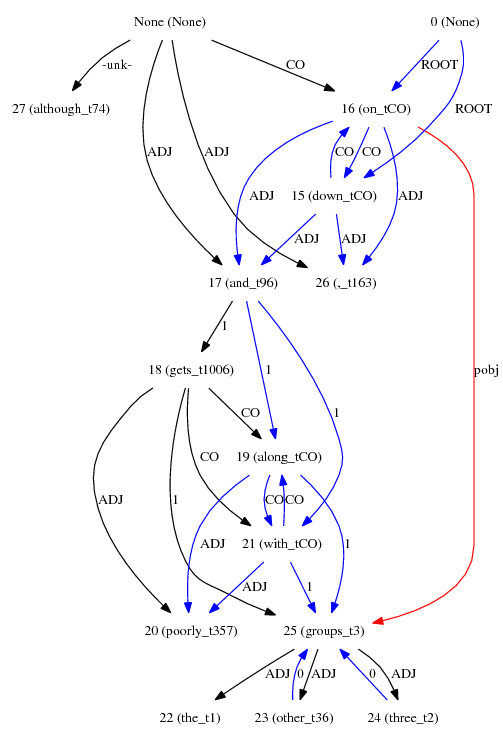 None (None) 0 (None)
-unk- CO ROOT
27 (although_t74) 16 (on_tCO) ROOT
ADJ ADJ CO CO
ADJ 15 (down_tCO) ADJ
ADJ ADJ
17 (and_t96) 26 (,_t163)
1
18 (gets_t1006) 1 pobj
CO 1
CO 19 (along_tCO)
ADJ 1 CO CO
ADJ 21 (with_tCO) 1
ADJ 1
20 (poorly_t357) 25 (groups_t3)
ADJ 0 ADJ 0 ADJ
22 (the_t1) 23 (other_t36) 24 (three_t2)